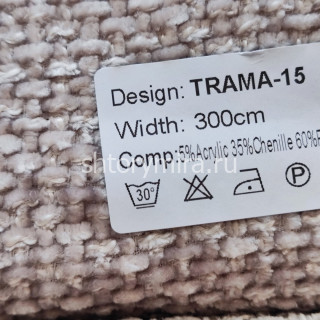 Design: TRAMA-15
Width: 300cm
Comp:5%Acrylic 35%Chenille 60%P
shtorymira.ru
30°
P